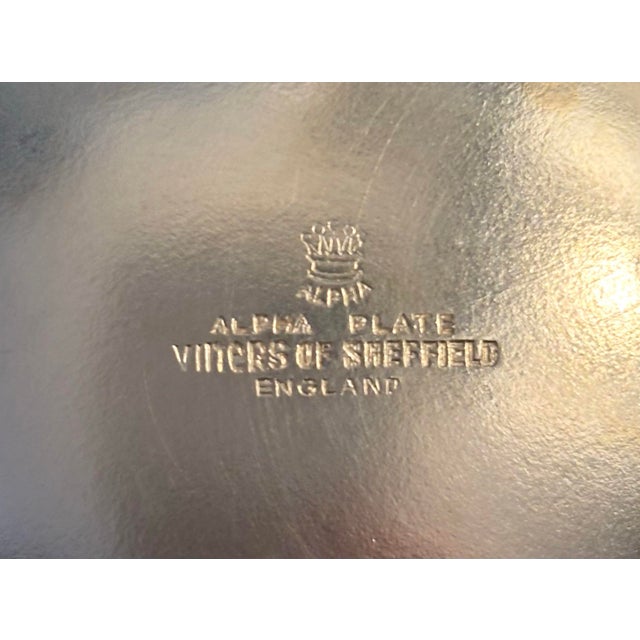 ALPHA
ALPHA PLATE
VINERS OF SHEFFIELD
ENGLAND